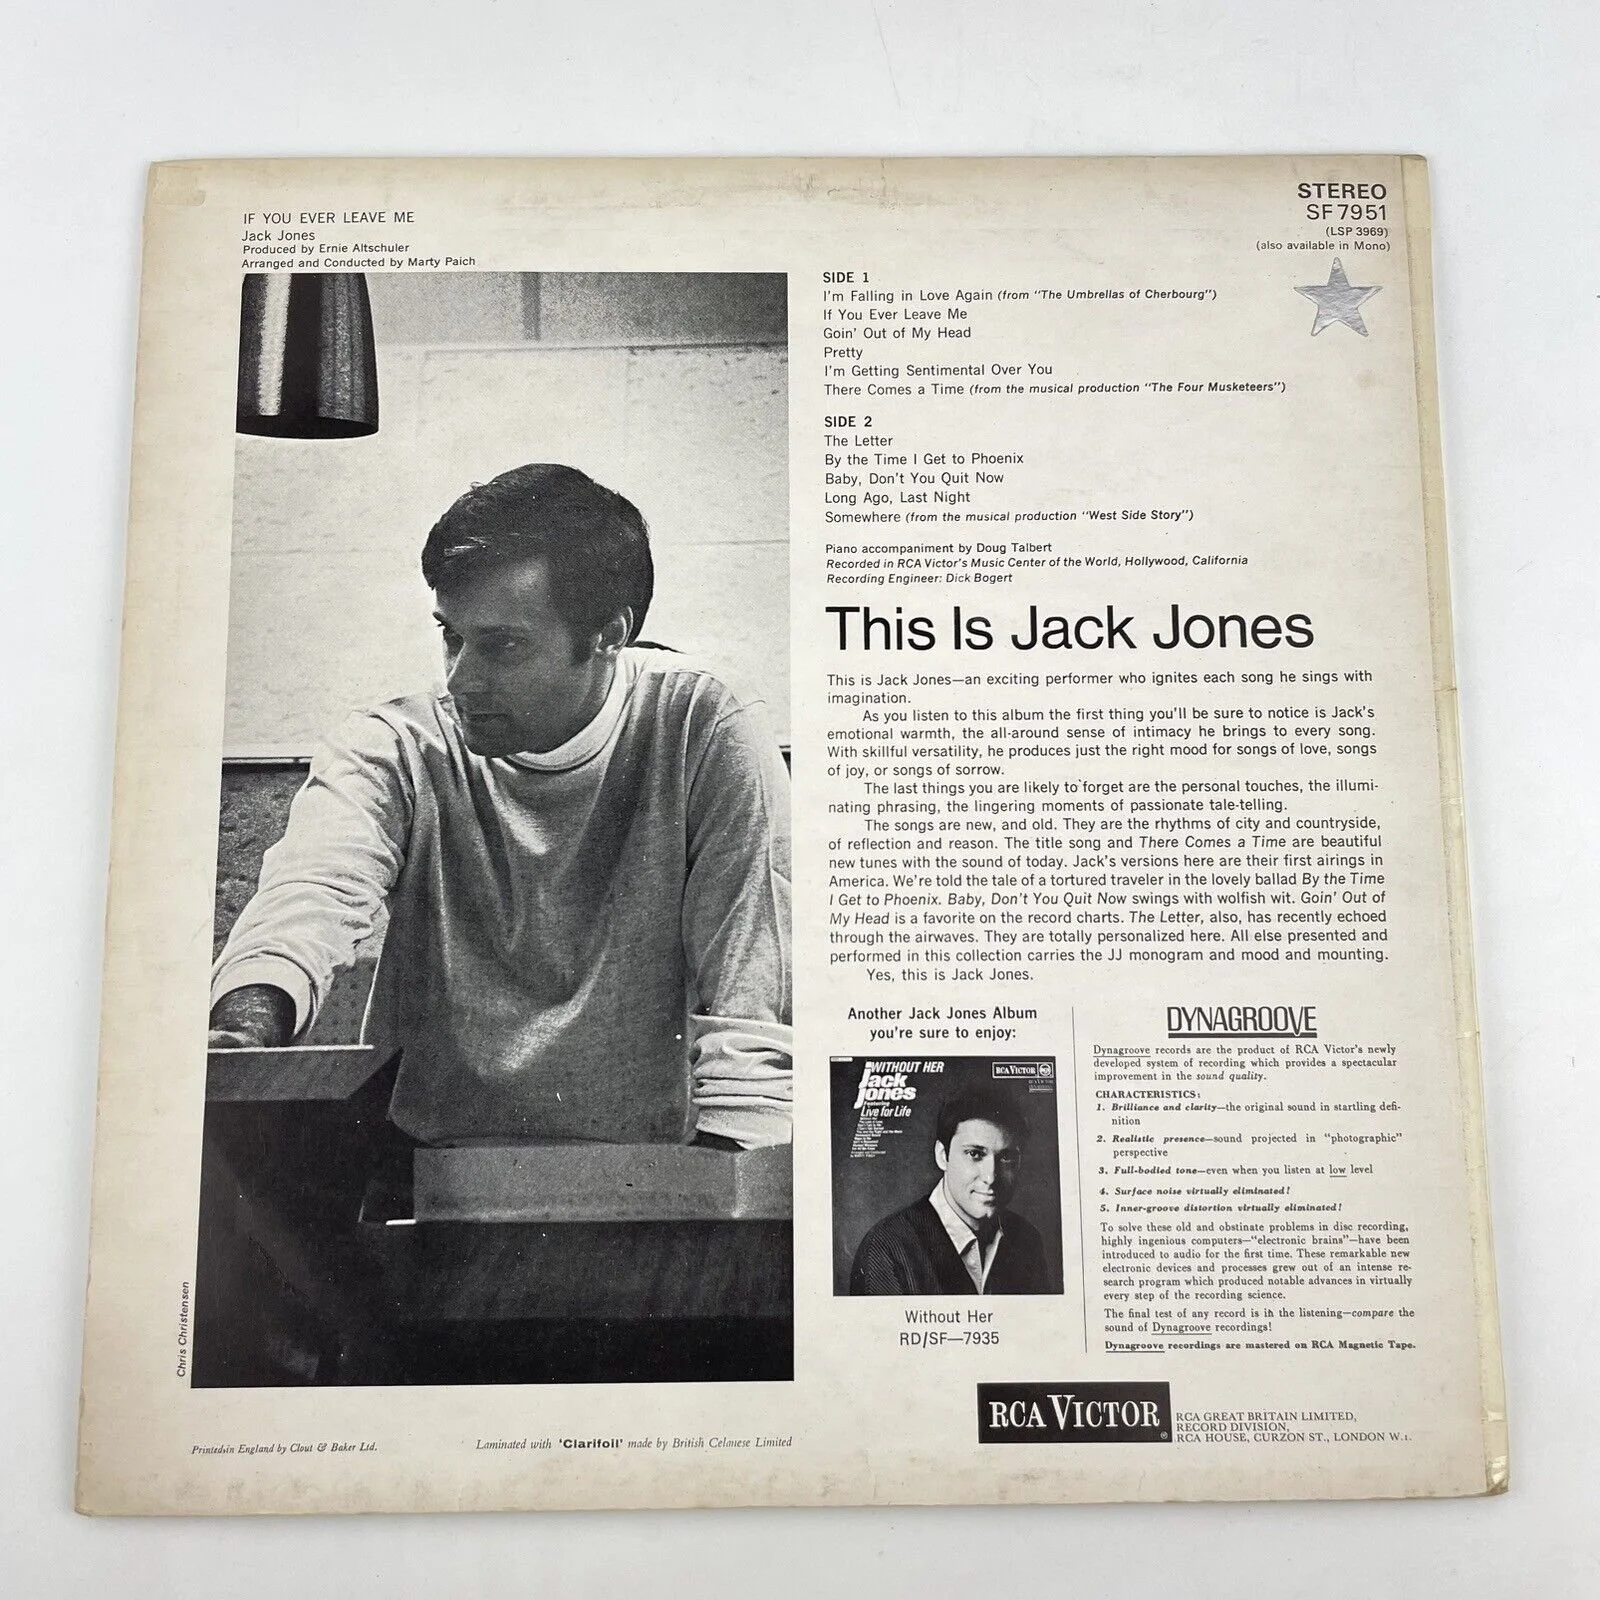 IF YOU EVER LEAVE ME
Jack Jones
Produced by Ernie Altschuler
Arranged and Conducted by Marty Paich
STEREO
SF 7951
(LSP 3969)
(also available in Mono)
SIDE 1
I'm Falling in Love Again (from "The Umbrellas of Cherbourg")
If You Ever Leave Me
Goin' Out of My Head
Pretty
I'm Getting Sentimental Over You
There Comes a Time (from the musical production "The Four Musketeers")
SIDE 2
The Letter
By the Time I Get to Phoenix
Baby, Don't You Quit Now
Long Ago, Last Night
Somewhere (from the musical production "West Side Story")
Piano accompaniment by Doug Talbert
Recorded in RCA Victor's Music Center of the World, Hollywood, California
Recording Engineer: Dick Bogert
This Is Jack Jones
This is Jack Jones—an exciting performer who ignites each song he sings with
imagination.
As you listen to this album the first thing you'll be sure to notice is Jack's
emotional warmth, the all-around sense of intimacy he brings to every song.
With skillful versatility, he produces just the right mood for songs of love, songs
of joy, or songs of sorrow.
The last things you are likely to forget are the personal touches, the illumi-
nating phrasing, the lingering moments of passionate tale-telling.
The songs are new, and old. They are the rhythms of city and countryside,
of reflection and reason. The title song and There Comes a Time are beautiful
new tunes with the sound of today. Jack's versions here are their first airings in
America. We're told the tale of a tortured traveler in the lovely ballad By the Time
I Get to Phoenix. Baby, Don't You Quit Now swings with wolfish wit. Goin' Out of
My Head is a favorite on the record charts. The Letter, also, has recently echoed
through the airwaves. They are totally personalized here. All else presented and
performed in this collection carries the JJ monogram and mood and mounting.
Yes, this is Jack Jones.
Another Jack Jones Album
you're sure to enjoy:
WITHOUT HER
Jack
Jones
Featuring
Live for Life
RCA VICTOR
Without Her
RD/SF—7935
DYNAGROOVE
Dynagroove records are the product of RCA Victor's newly
developed system of recording which provides a spectacular
improvement in the sound quality.
CHARACTERISTICS:
1. Brilliance and clarity—the original sound in startling defi-
nition
2. Realistic presence—sound projected in "photographic"
perspective
3. Full-bodied tone—even when you listen at low level
4. Surface noise virtually eliminated!
5. Inner-groove distortion virtually eliminated!
To solve these old and obstinate problems in disc recording,
highly ingenious computers—"electronic brains"—have been
introduced to audio for the first time. These remarkable new
electronic devices and processes grew out of an intense re-
search program which produced notable advances in virtually
every step of the recording science.
The final test of any record is in the listening—compare the
sound of Dynagroove recordings!
Dynagroove recordings are mastered on RCA Magnetic Tape.
Chris Christensen
Printed in England by Clout & Baker Ltd.
Laminated with 'Clarifoil' made by British Celanese Limited
RCA VICTOR ®
RCA GREAT BRITAIN LIMITED,
RECORD DIVISION,
RCA HOUSE, CURZON ST., LONDON W.1.